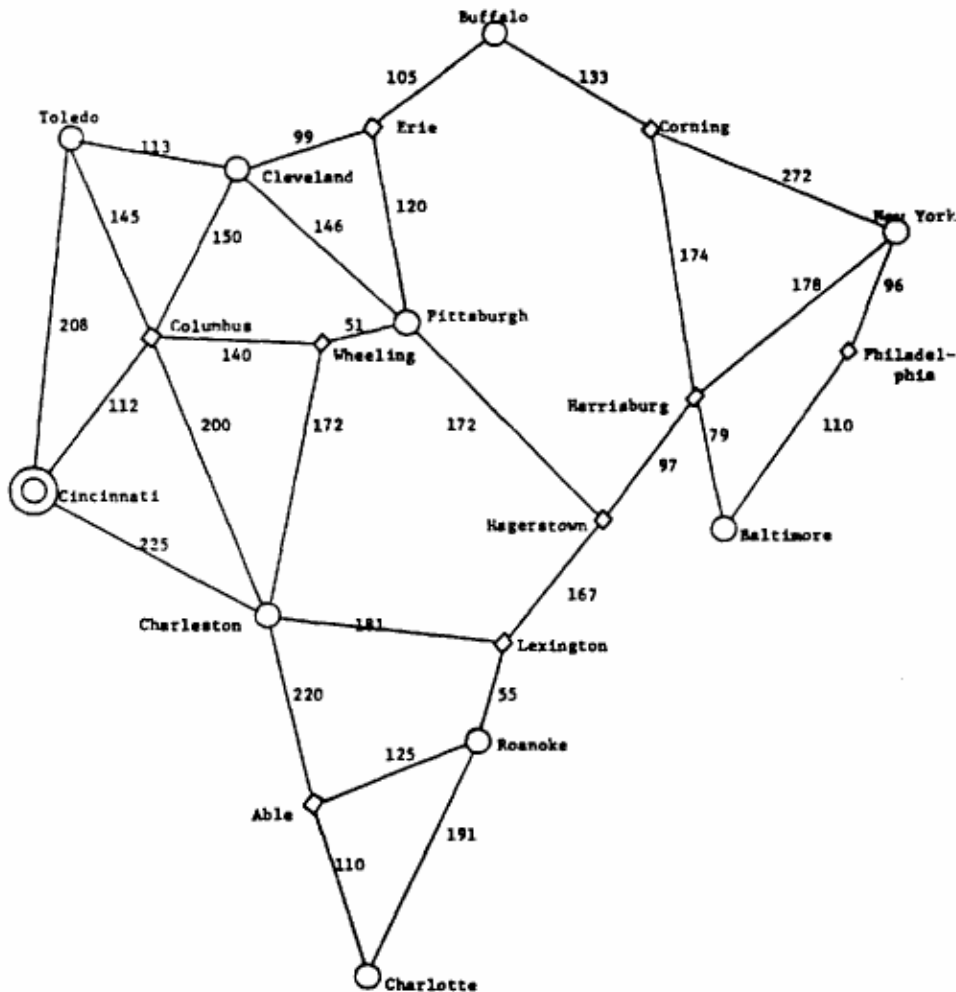 Buffalo
105
133
Toledo
Erie
Corning
113
99
Cleveland
272
120
New York
145
150
146
174
178
96
208
Columbus
51
Pittsburgh
140
Wheeling
Philadel-
phia
112
200
172
172
Harrisburg
79
110
97
Cincinnati
Hagerstown
Baltimore
225
167
Charleston
181
Lexington
220
55
125
Roanoke
Able
191
110
Charlotte